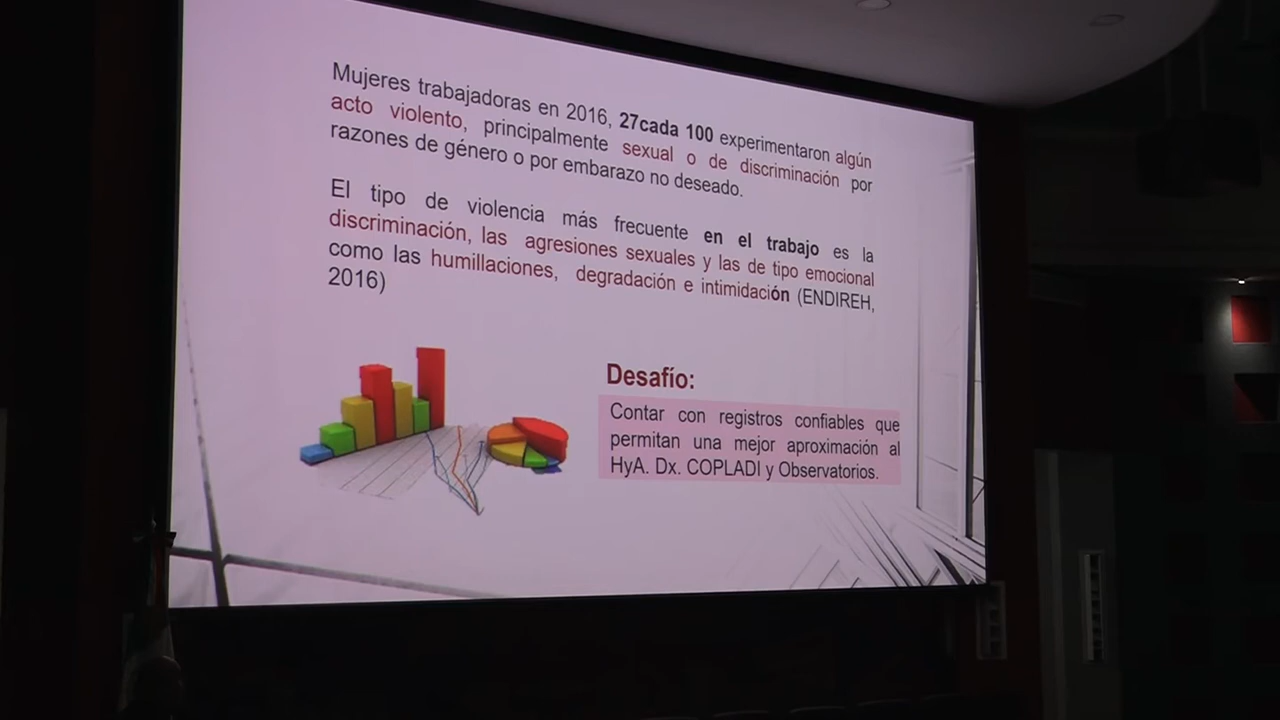 Mujeres trabajadoras en 2016, 27cada 100 experimentaron algún
acto violento, principalmente sexual o de discriminación por
razones de género o por embarazo no deseado.
El tipo de violencia más frecuente en el trabajo es la
discriminación, las agresiones sexuales y las de tipo emocional
como las humillaciones, degradación e intimidación (ENDIREH,
2016)
Desafío:
Contar con registros confiables que
permitan una mejor aproximación al
HyA. Dx. COPLADI y Observatorios.